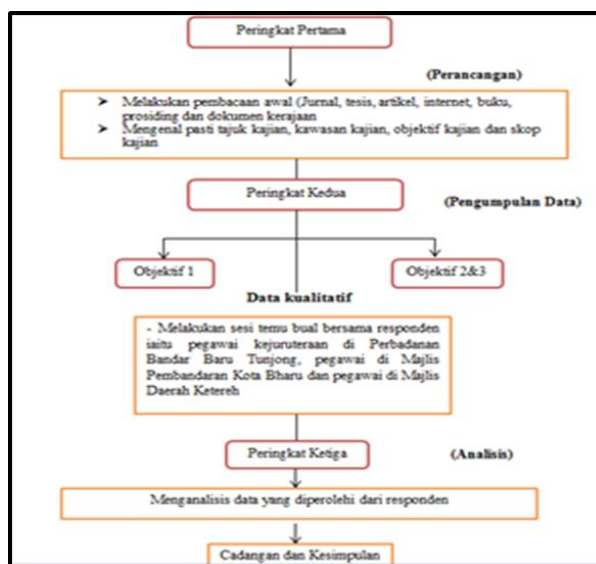 Peringkat Pertama
(Perancangan)
➤ Melakukan pembacaan awal (Jurnal, tesis, artikel, internet, buku,
prosiding dan dokumen kerajaan
➤ Mengenal pasti tajuk kajian, kawasan kajian, objektif kajian dan skop
kajian
Peringkat Kedua
(Pengumpulan Data)
Objektif 1
Objektif 2&3
Data kualitatif
- Melakukan sesi temu bual bersama responden
iaitu pegawai kejuruteraan di Perbadanan
Bandar Baru Tunjong, pegawai di Majlis
Pembandaran Kota Bharu dan pegawai di Majlis
Daerah Ketereh
Peringkat Ketiga
(Analisis)
Menganalisis data yang diperolehi dari responden
Cadangan dan Kesimpulan